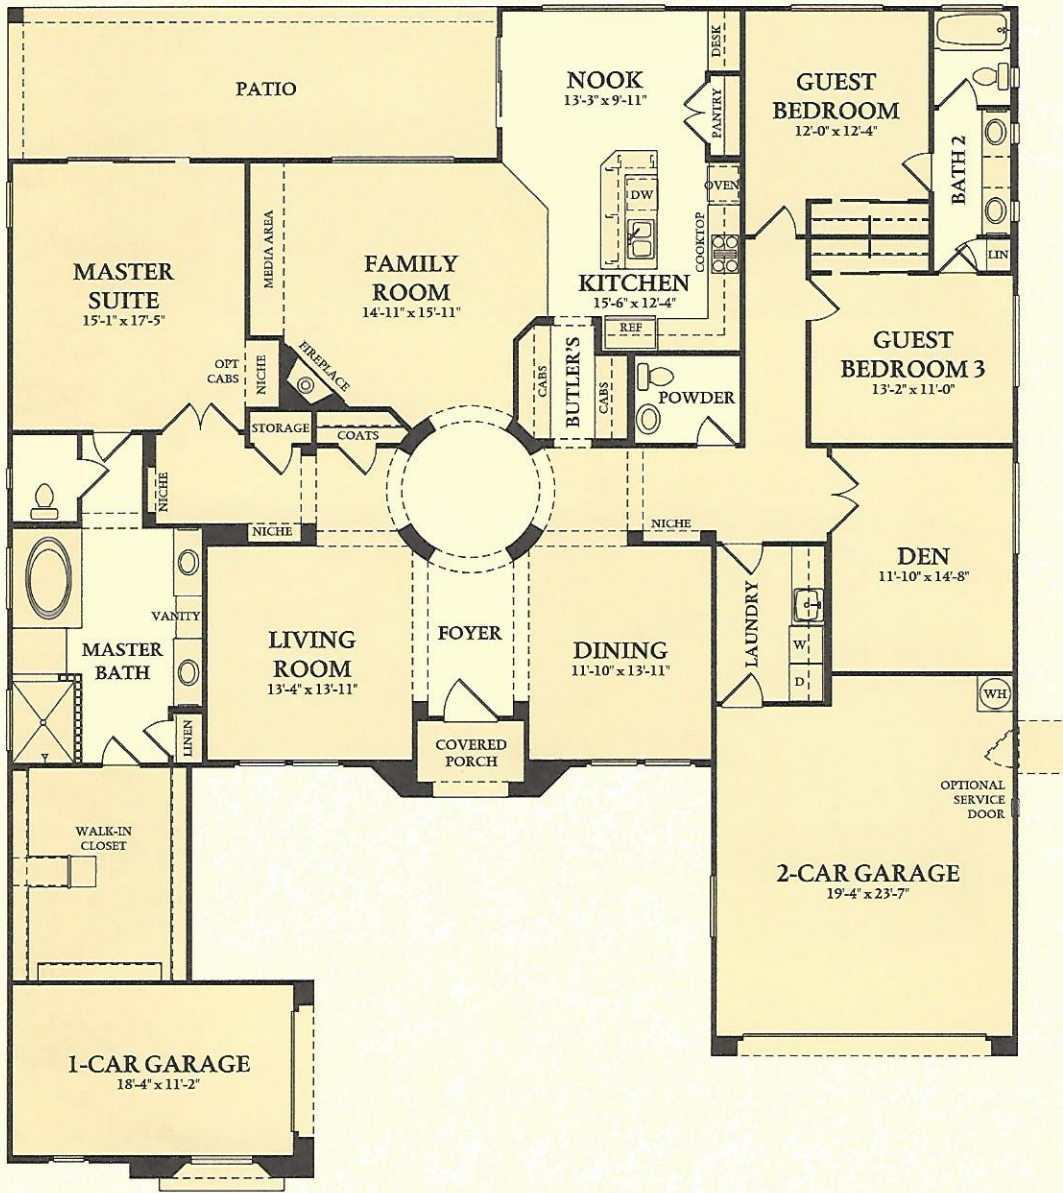 PATIO
NOOK
13'-3" x 9'-11"
DESK
PANTRY
GUEST
BEDROOM
12'-0" x 12'-4"
BATH 2
LIN
MASTER
SUITE
15'-1" x 17'-5"
MEDIA AREA
FAMILY
ROOM
14'-11" x 15'-11"
DW
OVEN
COOKTOP
KITCHEN
15'-6" x 12'-4"
REF
GUEST
BEDROOM 3
13'-2" x 11'-0"
OPT
CABS
NICHE
FIREPLACE
CABS
BUTLER'S
CABS
POWDER
STORAGE
COATS
NICHE
NICHE
NICHE
DEN
11'-10" x 14'-8"
VANITY
MASTER
BATH
LIVING
ROOM
13'-4" x 13'-11"
FOYER
DINING
11'-10" x 13'-11"
LAUNDRY
W
D
LINEN
COVERED
PORCH
WH
OPTIONAL
SERVICE
DOOR
WALK-IN
CLOSET
2-CAR GARAGE
19'-4" x 23'-7"
1-CAR GARAGE
18'-4" x 11'-2"